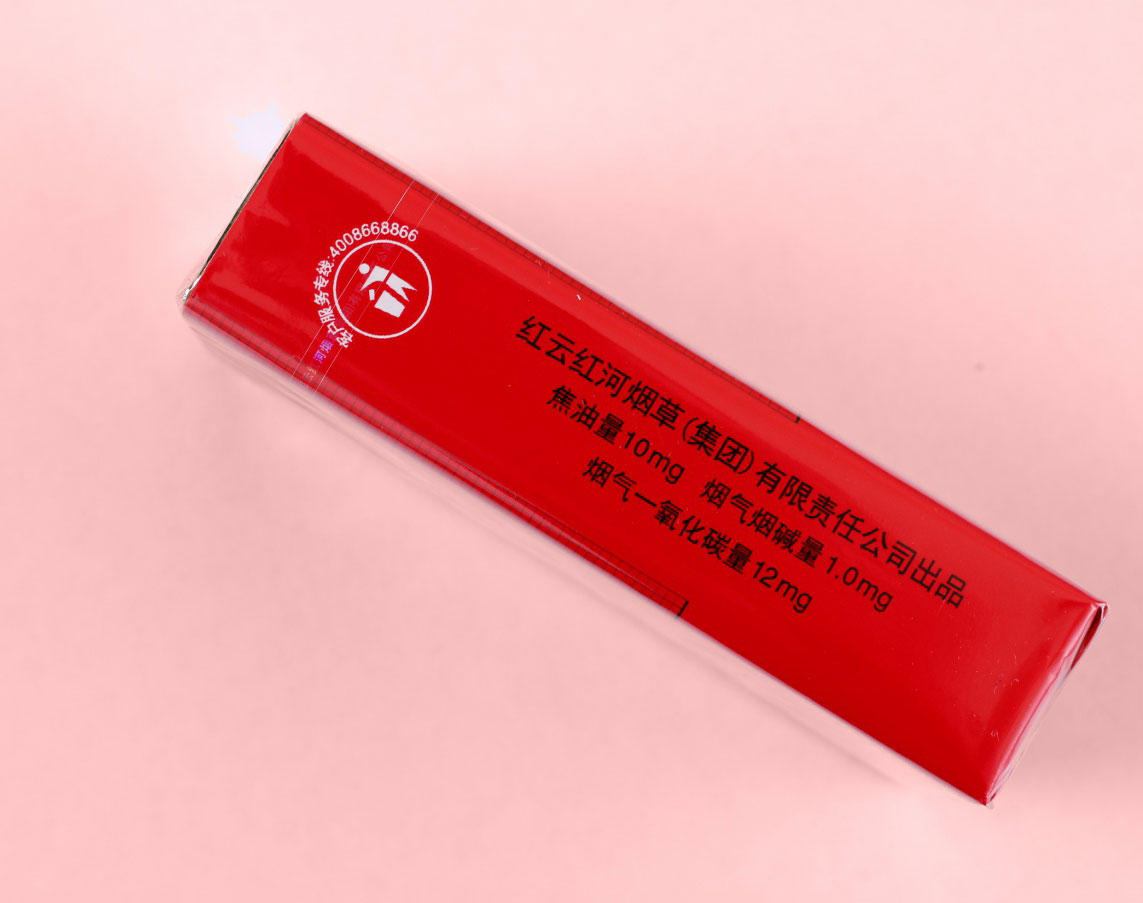 客户服务专线:4008668866
红云红河烟草(集团)有限责任公司出品
焦油量10mg 烟气烟碱量1.0mg
烟气一氧化碳量12mg